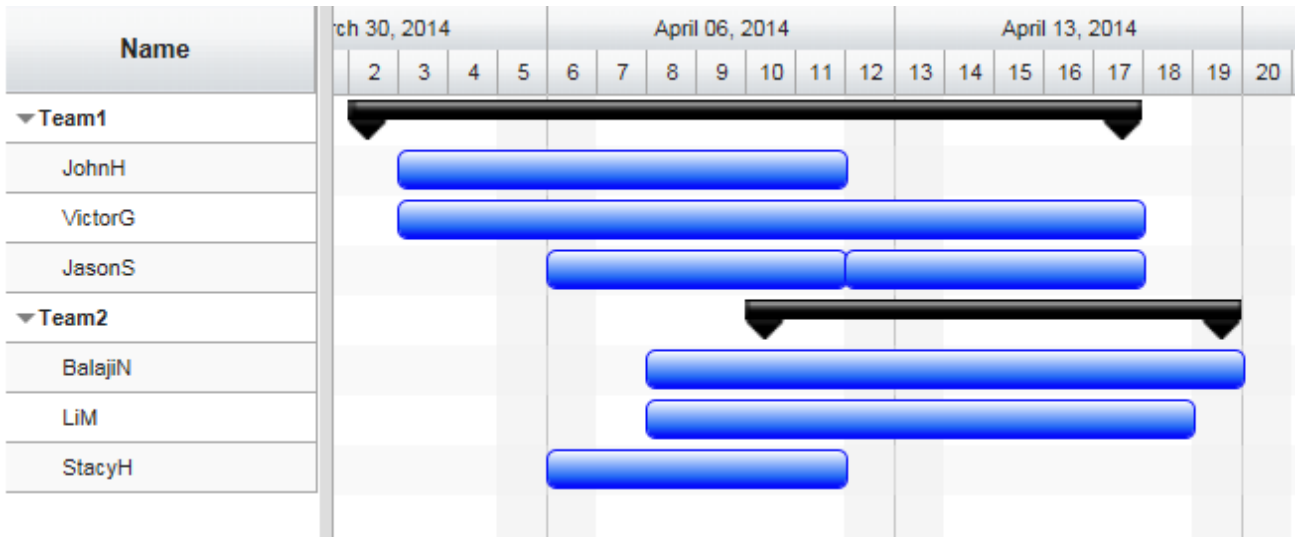 Name
rch 30, 2014 April 06, 2014 April 13, 2014
2 3 4 5 6 7 8 9 10 11 12 13 14 15 16 17 18 19 20
Team1
JohnH
VictorG
JasonS
Team2
BalajiN
LiM
StacyH